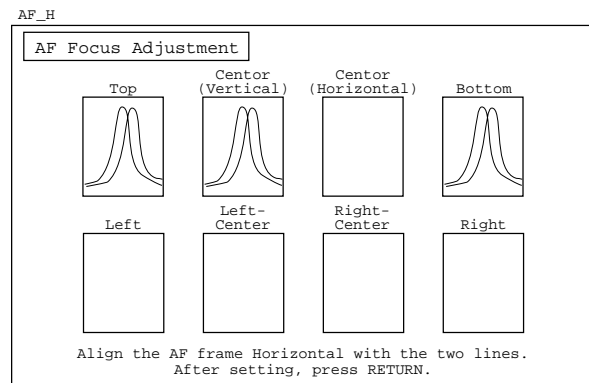 AF_H
AF Focus Adjustment
Top
Centor
(Vertical)
Centor
(Horizontal)
Bottom
Left
Left-
Center
Right-
Center
Right
Align the AF frame Horizontal with the two lines.
After setting, press RETURN.